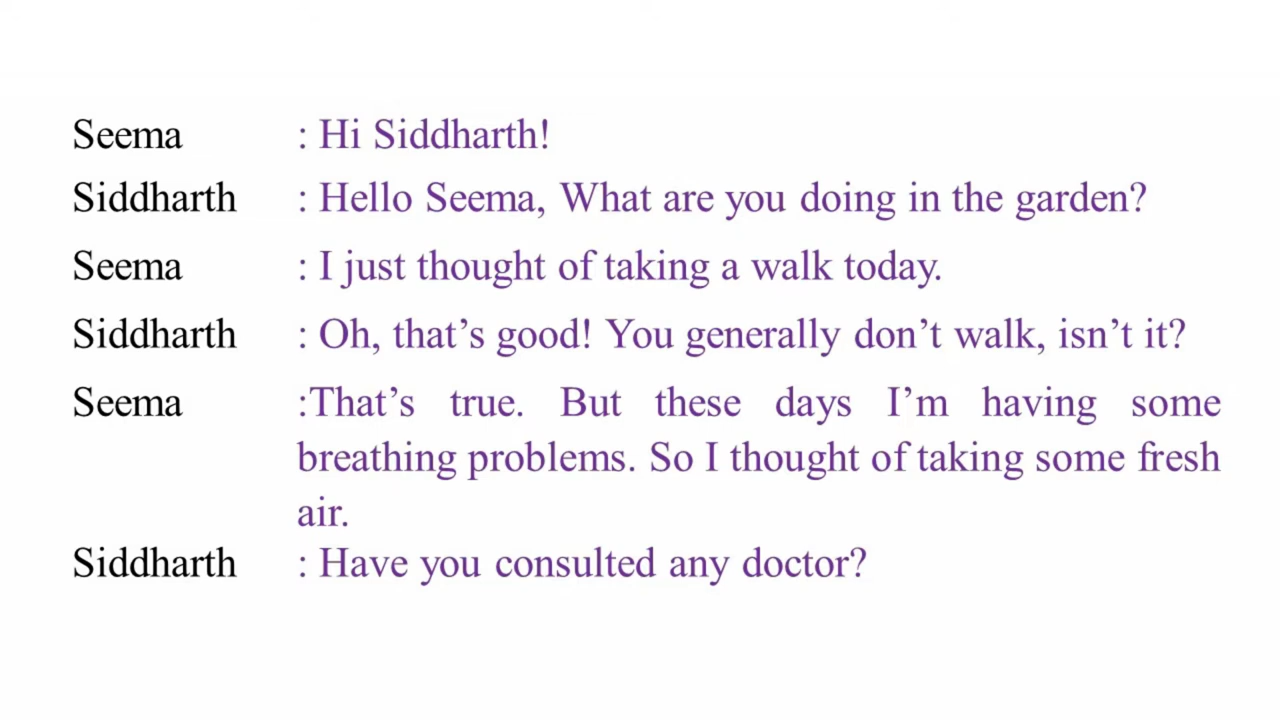 Seema : Hi Siddharth!
Siddharth : Hello Seema, What are you doing in the garden?
Seema : I just thought of taking a walk today.
Siddharth : Oh, that’s good! You generally don’t walk, isn’t it?
Seema :That’s true. But these days I’m having some
breathing problems. So I thought of taking some fresh
air.
Siddharth : Have you consulted any doctor?